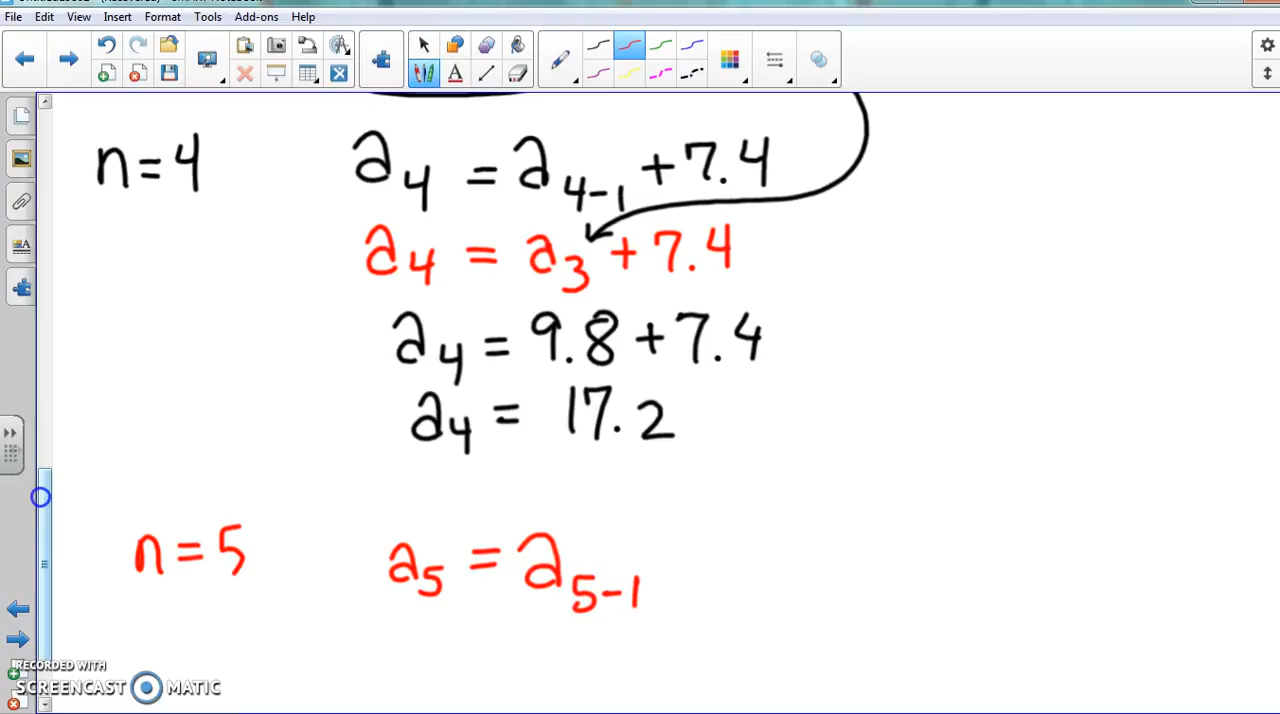 File Edit View Insert Format Tools Add-ons Help
n=4 a₄ = a₄₋₁ +7.4
a₄ = a₃ +7.4
a₄ = 9.8 +7.4
a₄ = 17.2
n=5 a₅ = a₅₋₁
RECORDED WITH
SCREENCAST MATIC